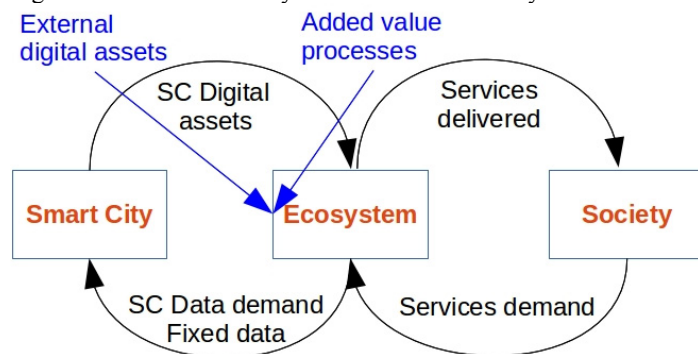 External
digital assets
Added value
processes
SC Digital
assets
Services
delivered
Smart City
Ecosystem
Society
SC Data demand
Fixed data
Services demand